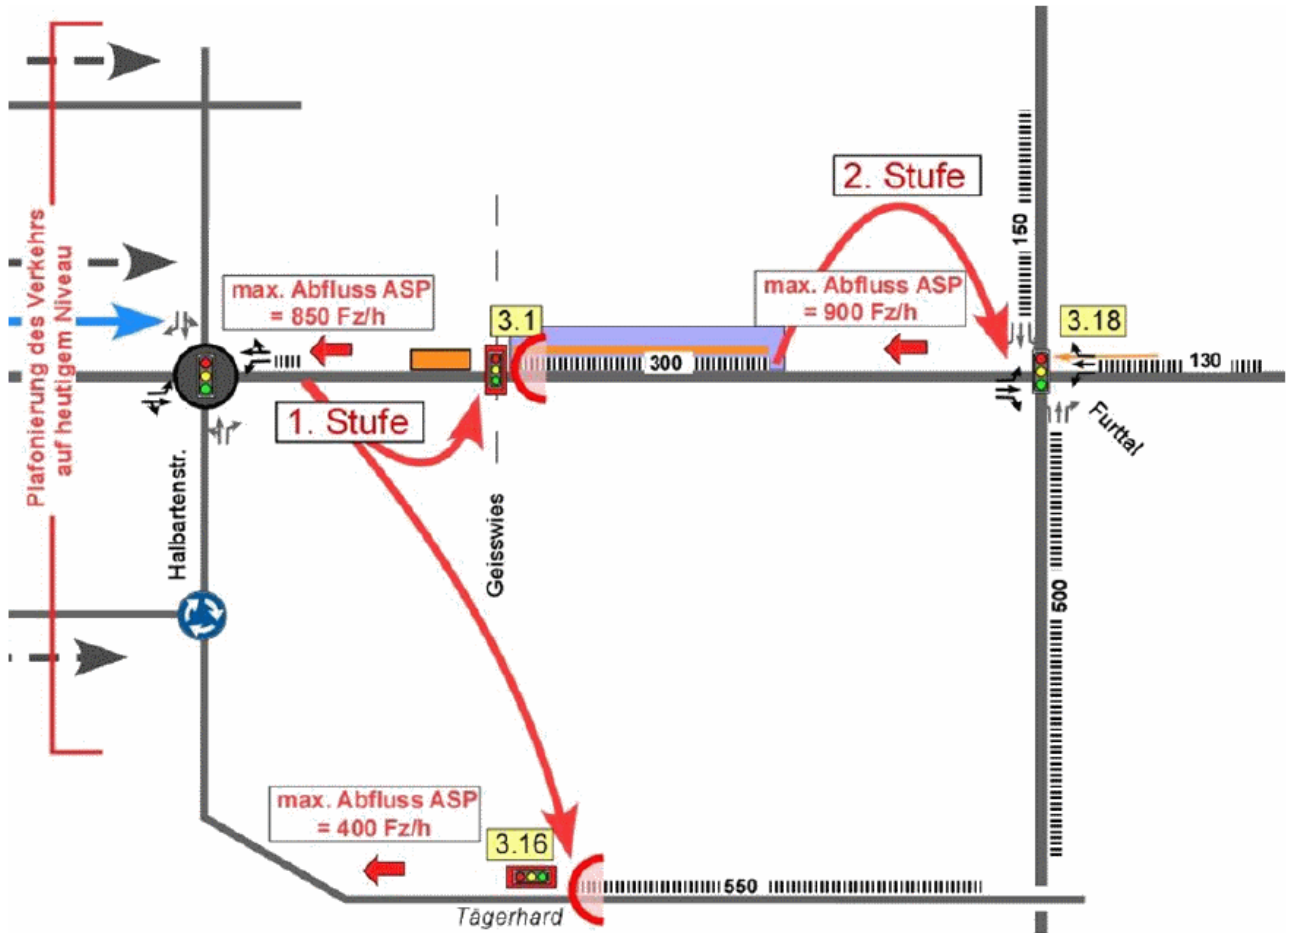 Plafonierung des Verkehrs
auf heutigem Niveau
2. Stufe
150
max. Abfluss ASP
= 850 Fz/h
3.1
max. Abfluss ASP
= 900 Fz/h
3.18
300
130
1. Stufe
Furttal
Halbartenstr.
Geisswies
500
max. Abfluss ASP
= 400 Fz/h
3.16
550
Tägerhard